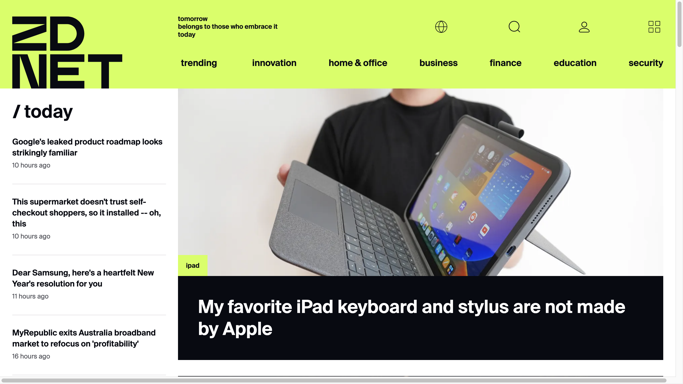 ZD
NET
tomorrow
belongs to those who embrace it
today
trending
innovation
home & office
business
finance
education
security
/ today
Google's leaked product roadmap looks
strikingly familiar
10 hours ago
This supermarket doesn't trust self-
checkout shoppers, so it installed -- oh,
this
10 hours ago
Dear Samsung, here's a heartfelt New
Year's resolution for you
11 hours ago
MyRepublic exits Australia broadband
market to refocus on 'profitability'
16 hours ago
ipad
My favorite iPad keyboard and stylus are not made
by Apple